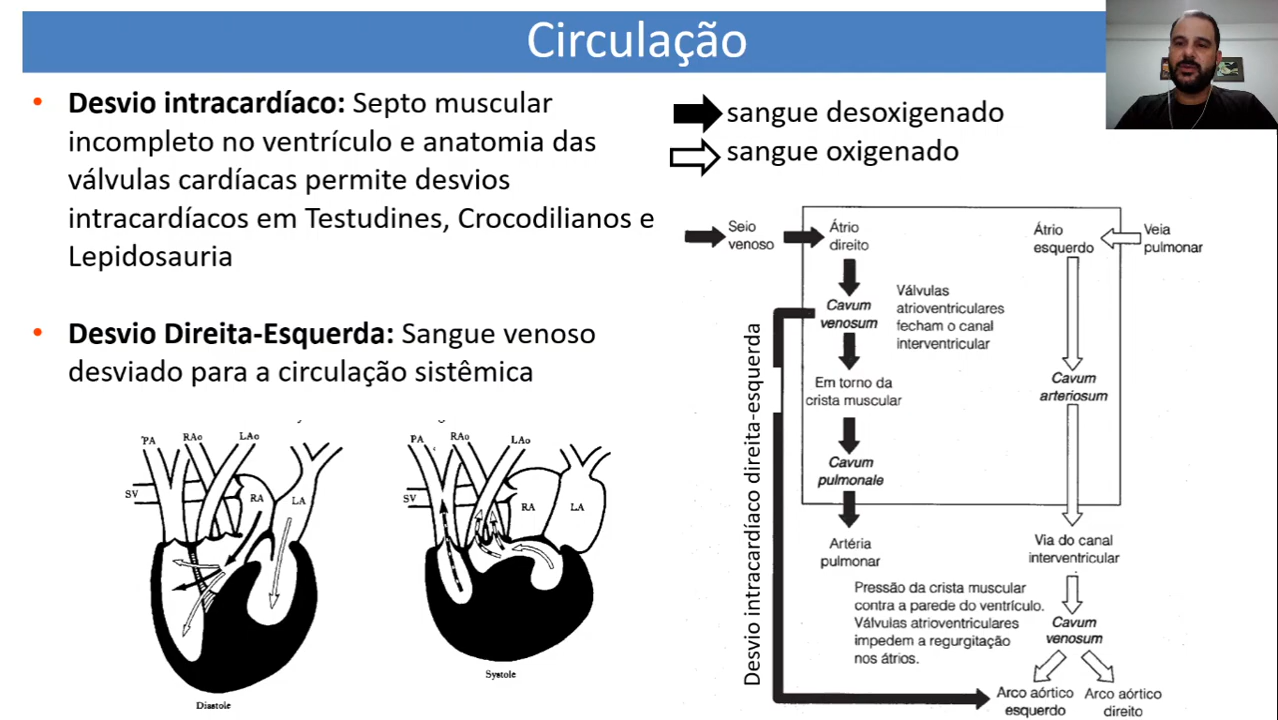 Circulação
• Desvio intracardíaco: Septo muscular
incompleto no ventrículo e anatomia das
válvulas cardíacas permite desvios
intracardíacos em Testudines, Crocodilianos e
Lepidosauria
• Desvio Direita-Esquerda: Sangue venoso
desviado para a circulação sistêmica
PA RAo LAo
SV
RA LA
Diastole
PA RAo LAo
SV
RA LA
Systole
sangue desoxigenado
sangue oxigenado
Seio
venoso
Átrio
direito
Átrio
esquerdo
Veia
pulmonar
Cavum
venosum
Válvulas
atrioventriculares
fecham o canal
interventricular
Em torno da
crista muscular
Cavum
arteriosum
Cavum
pulmonale
Artéria
pulmonar
Via do canal
interventricular
Pressão da crista muscular
contra a parede do ventrículo.
Válvulas atrioventriculares
impedem a regurgitação
nos átrios.
Cavum
venosum
Arco aórtico
esquerdo
Arco aórtico
direito
Desvio intracardíaco direita-esquerda